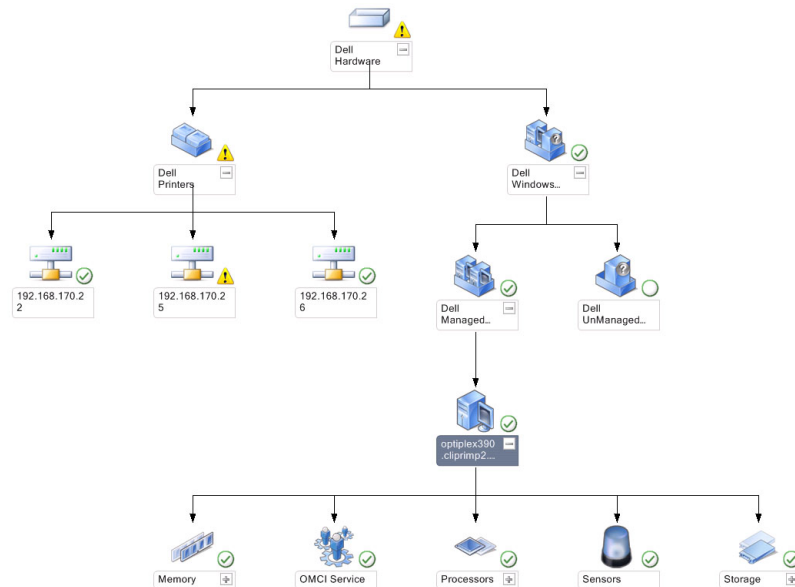 Dell
Hardware
Dell
Printers
Dell
Windows...
192.168.170.2
2
192.168.170.2
5
192.168.170.2
6
Dell
Managed...
Dell
UnManaged...
optiplex390
.cliprimp2....
Memory
OMCI Service
Processors
Sensors
Storage